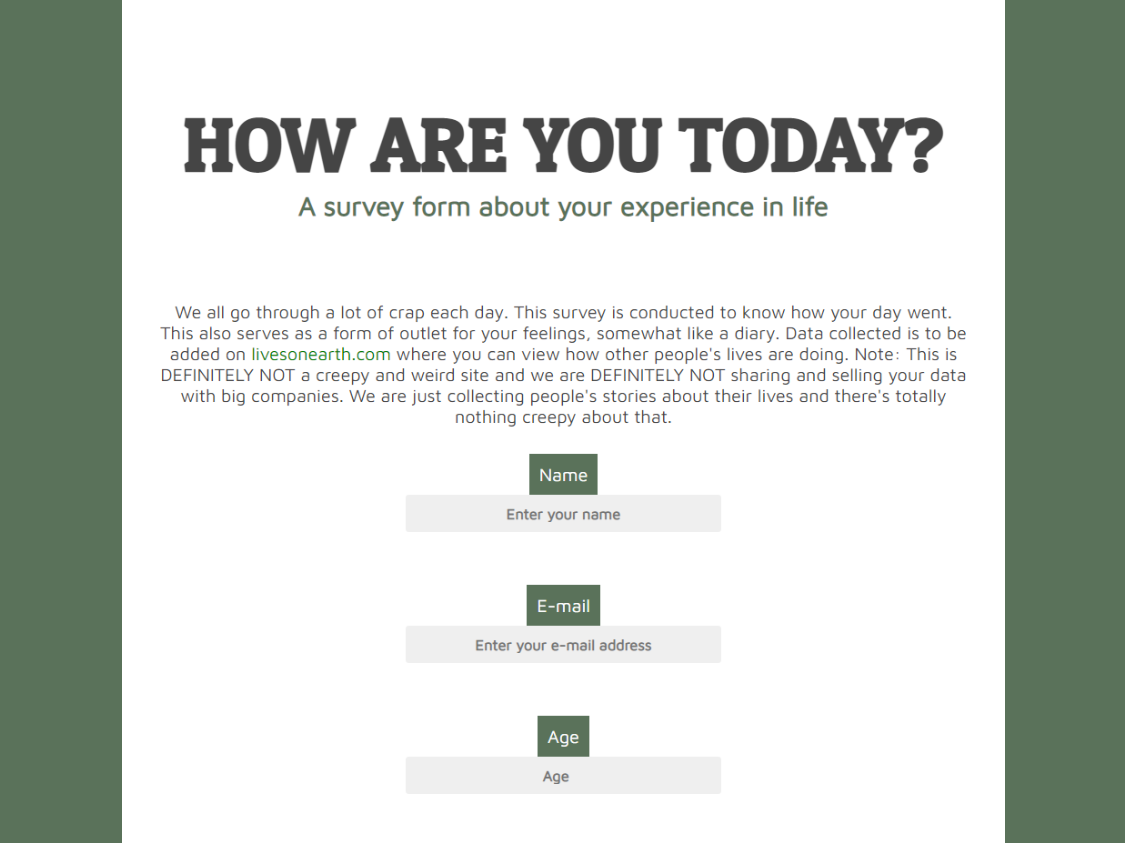 HOW ARE YOU TODAY?
A survey form about your experience in life
We all go through a lot of crap each day. This survey is conducted to know how your day went.
This also serves as a form of outlet for your feelings, somewhat like a diary. Data collected is to be
added on livesonearth.com where you can view how other people's lives are doing. Note: This is
DEFINITELY NOT a creepy and weird site and we are DEFINITELY NOT sharing and selling your data
with big companies. We are just collecting people's stories about their lives and there's totally
nothing creepy about that.
Name
Enter your name
E-mail
Enter your e-mail address
Age
Age